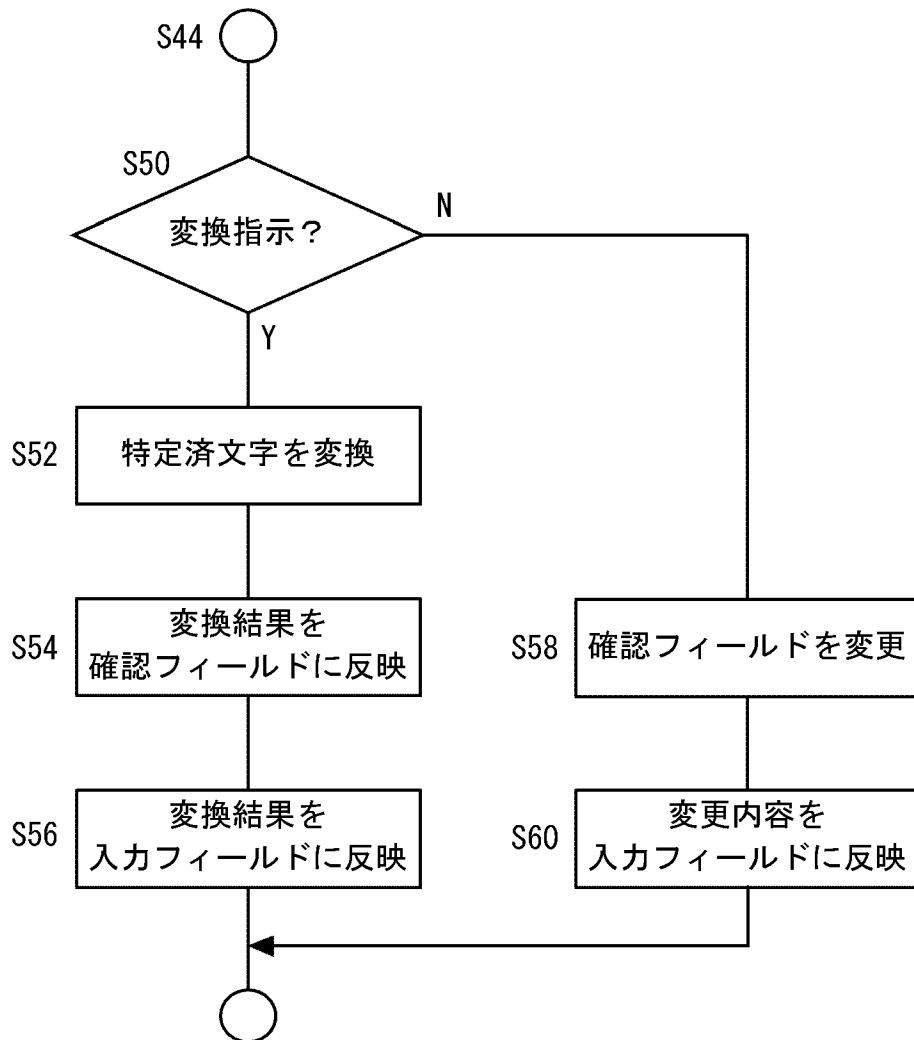 S44
S50
変換指示？
N
Y
S52
特定済文字を変換
S54
変換結果を
確認フィールドに反映
S58
確認フィールドを変更
S56
変換結果を
入力フィールドに反映
S60
変更内容を
入力フィールドに反映